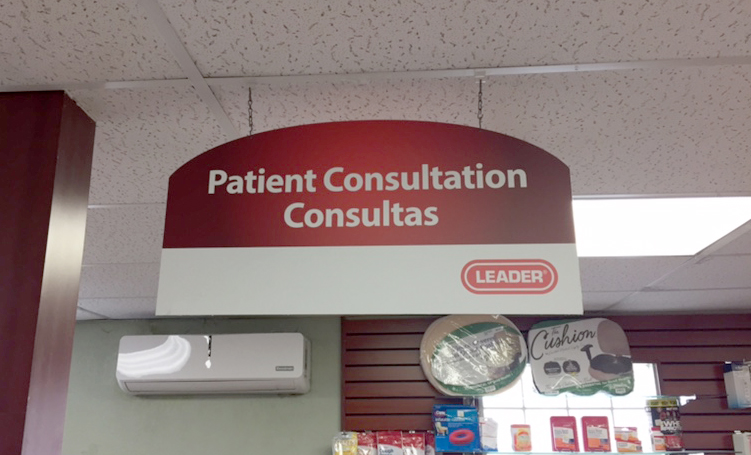 Patient Consultation
Consultas
LEADER
Cushion